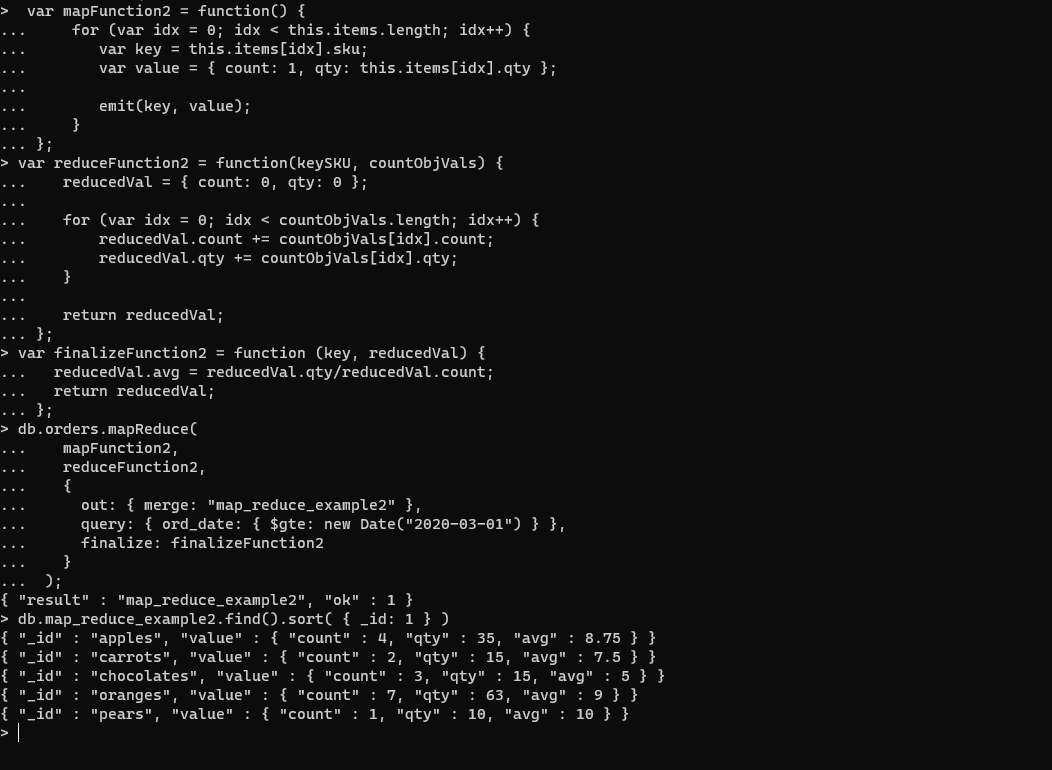 >  var mapFunction2 = function() {
...     for (var idx = 0; idx < this.items.length; idx++) {
...        var key = this.items[idx].sku;
...        var value = { count: 1, qty: this.items[idx].qty };
...
...        emit(key, value);
...     }
... };
> var reduceFunction2 = function(keySKU, countObjVals) {
...    reducedVal = { count: 0, qty: 0 };
...
...    for (var idx = 0; idx < countObjVals.length; idx++) {
...        reducedVal.count += countObjVals[idx].count;
...        reducedVal.qty += countObjVals[idx].qty;
...    }
...
...    return reducedVal;
... };
> var finalizeFunction2 = function (key, reducedVal) {
...   reducedVal.avg = reducedVal.qty/reducedVal.count;
...   return reducedVal;
... };
> db.orders.mapReduce(
...    mapFunction2,
...    reduceFunction2,
...    {
...      out: { merge: "map_reduce_example2" },
...      query: { ord_date: { $gte: new Date("2020-03-01") } },
...      finalize: finalizeFunction2
...    }
...  );
{ "result" : "map_reduce_example2", "ok" : 1 }
> db.map_reduce_example2.find().sort( { _id: 1 } )
{ "_id" : "apples", "value" : { "count" : 4, "qty" : 35, "avg" : 8.75 } }
{ "_id" : "carrots", "value" : { "count" : 2, "qty" : 15, "avg" : 7.5 } }
{ "_id" : "chocolates", "value" : { "count" : 3, "qty" : 15, "avg" : 5 } }
{ "_id" : "oranges", "value" : { "count" : 7, "qty" : 63, "avg" : 9 } }
{ "_id" : "pears", "value" : { "count" : 1, "qty" : 10, "avg" : 10 } }
>